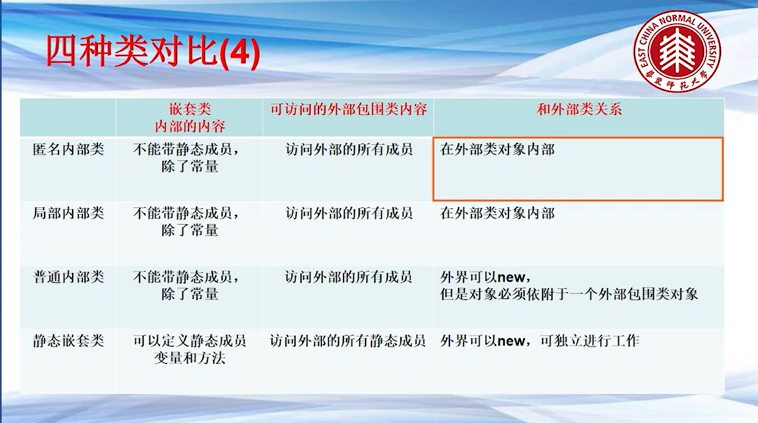 四种类对比(4)
EAST CHINA NORMAL UNIVERSITY
華東師范大学
嵌套类
内部的内容
可访问的外部包围类内容
和外部类关系
匿名内部类
不能带静态成员，
除了常量
访问外部的所有成员
在外部类对象内部
局部内部类
不能带静态成员，
除了常量
访问外部的所有成员
在外部类对象内部
普通内部类
不能带静态成员，
除了常量
访问外部的所有成员
外界可以new，
但是对象必须依附于一个外部包围类对象
静态嵌套类
可以定义静态成员
变量和方法
访问外部的所有静态成员
外界可以new，可独立进行工作